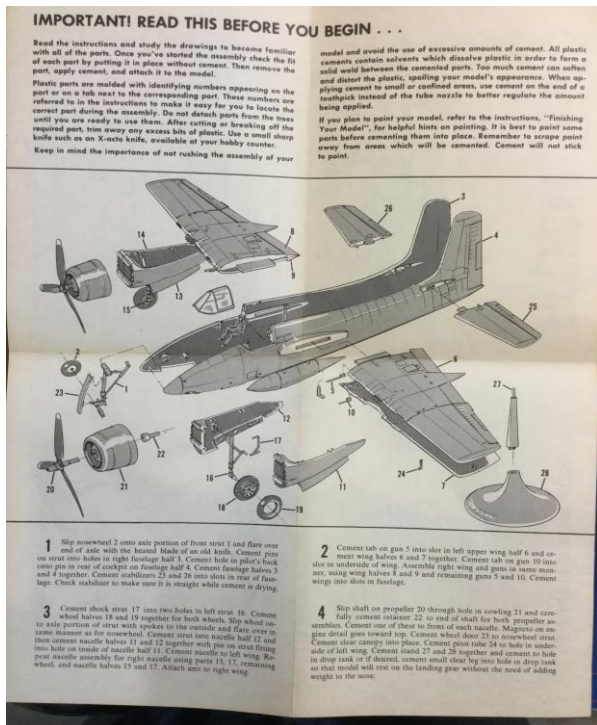 IMPORTANT! READ THIS BEFORE YOU BEGIN . . .
Read the instructions and study the drawings to become familiar
with all of the parts. Once you've started the assembly check the fit
of each part by putting it in place without cement. Then remove the
part, apply cement, and attach it to the model.
Plastic parts are molded with identifying numbers appearing on the
part or on a tab next to the corresponding part. These numbers are
referred to in the instructions to make it easy for you to locate the
correct part during the assembly. Do not detach parts from the trees
until you are ready to use them. After cutting or breaking off the
required part, trim away any excess bits of plastic. Use a small sharp
knife such as an X-acto knife, available at your hobby counter.
Keep in mind the importance of not rushing the assembly of your
model and avoid the use of excessive amounts of cement. All plastic
cements contain solvents which dissolve plastic in order to form a
solid weld between the cemented parts. Too much cement can soften
and distort the plastic, spoiling your model's appearance. When ap-
plying cement to small or confined areas, use cement on the end of a
toothpick instead of the tube nozzle to better regulate the amount
being applied.
If you plan to paint your model, refer to the instructions, "Finishing
Your Model", for helpful hints on painting. It is best to paint some
parts before cementing them into place. Remember to scrape paint
away from areas which will be cemented. Cement will not stick
to paint.
3
26
14
8
4
9
13
15
25
2
6
5
27
1
23
10
12
17
22
24
28
16
11
7
20
21
18
19
1 Slip nosewheel 2 onto axle portion of front strut 1 and flare over
end of axle with the heated blade of an old knife. Cement pins
on strut into holes in right fuselage half 3. Cement hole in pilot's back
onto pin in rear of cockpit on fuselage half 4. Cement fuselage halves 3
and 4 together. Cement stabilizers 25 and 26 into slots in rear of fuse-
lage. Check stabilizer to make sure it is straight while cement is drying.
2 Cement tab on gun 5 into slot in left upper wing half 6 and ce-
ment wing halves 6 and 7 together. Cement tab on gun 10 into
slot in underside of wing. Assemble right wing and guns in same man-
ner, using wing halves 8 and 9 and remaining guns 5 and 10. Cement
wings into slots in fuselage.
3 Cement shock strut 17 into two holes in left strut 16. Cement
wheel halves 18 and 19 together for both wheels. Slip wheel on-
to axle portion of strut with spokes to the outside and flare over in
same manner as for nosewheel. Cement strut into nacelle half 12 and
then cement nacelle halves 11 and 12 together with pin on strut fitting
into hole on inside of nacelle half 11. Cement nacelle to left wing. Re-
peat nacelle assembly for right nacelle using parts 15, 17, remaining
wheel, and nacelle halves 13 and 14. Attach unit to right wing.
4 Slip shaft on propeller 20 through hole in cowling 21 and care-
fully cement retainer 22 to end of shaft for both propeller as-
semblies. Cement one of these to front of each nacelle. Magneto on en-
gine detail goes toward top. Cement wheel door 23 to nosewheel strut.
Cement clear canopy into place. Cement pitot tube 24 to hole in under-
side of left wing. Cement stand 27 and 28 together and cement to hole
in drop tank or if desired, cement small clear leg into hole in drop tank
so that model will rest on the landing gear without the need of adding
weight to the nose.